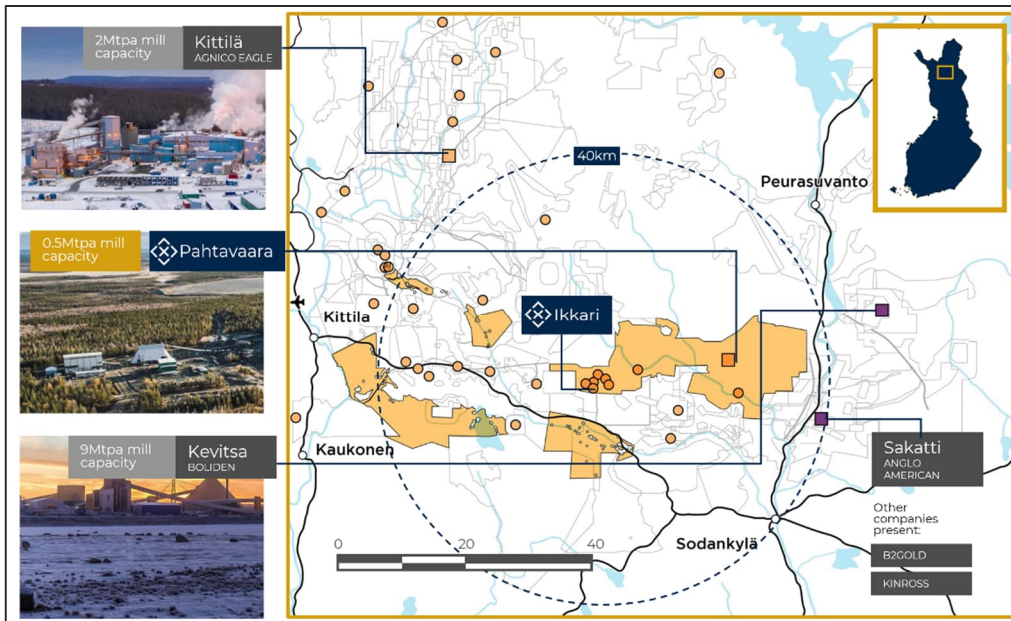 2Mtpa mill
capacity
Kittilä
AGNICO EAGLE
0.5Mtpa mill
capacity
Pahtavaara
9Mtpa mill
capacity
Kevitsa
BOLIDEN
40km
Peurasuvanto
Kittila
Ikkari
Kaukonen
Sodankylä
0
20
40
Sakatti
ANGLO
AMERICAN
Other
companies
present:
B2GOLD
KINROSS